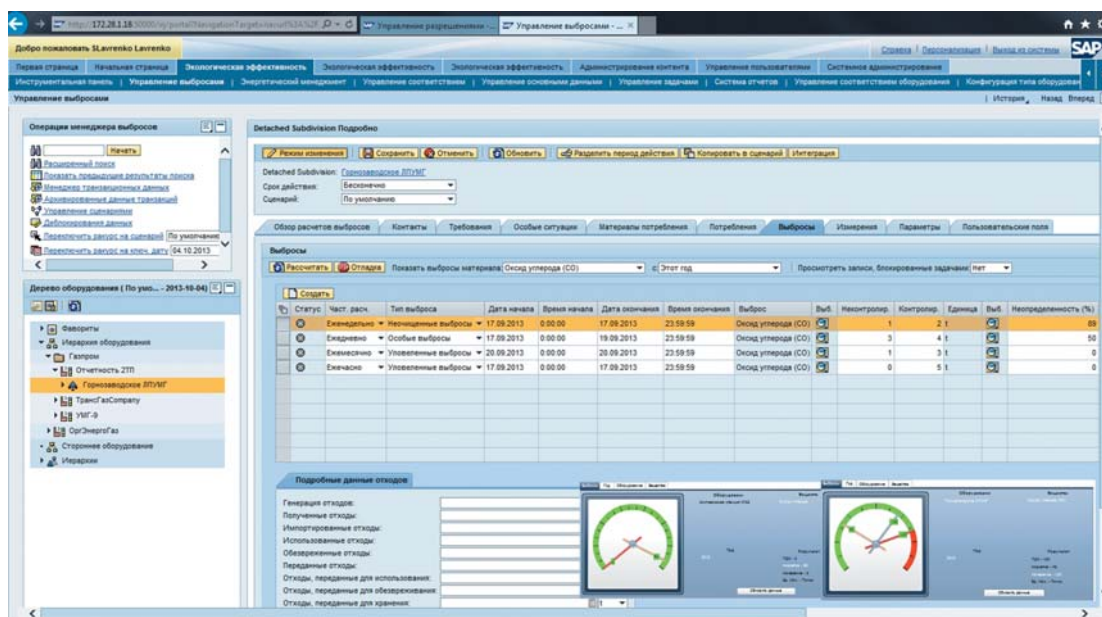 Управление разрешениями - ...
Управление выбросами - ...
Добро пожаловать SLavrenko Lavrenko
Справка | Персонализация | Выход из системы
SAP
Первая страница Начальная страница Экологическая эффективность Экологическая эффективность Экологическая эффективность Администрирование контента Управление пользователями Системное администрирование
Инструментальная панель | Управление выбросами | Энергетический менеджмент | Управление соответствием | Управление основными данными | Управление задачами | Система отчетов | Управление соответствием оборудования | Конфигурация типа оборудован
Управление выбросами
| История Назад Вперед
Операции менеджера выбросов
Начать
Расширенный поиск
Показать предыдущие результаты поиска
Менеджер транзакционных данных
Архивированные данные транзакций
Управление сценариями
Деблокирования данных
Переключить ракурс на сценарий По умолчанию
Переключить ракурс на ключ. дату 04.10.2013
Дерево оборудования ( По умо... - 2013-10-04)
Фавориты
Иерархия оборудования
Газпром
Отчетность 2ТП
Горнозаводское ЛПУМГ
ТрансГазCompany
УМГ-9
ОргЭнергоГаз
Стороннее оборудование
Иерархии
Detached Subdivision Подробно
Режим изменения Сохранить Отменить Обновить Разделить период действия Копировать в сценарий Интеграция
Detached Subdivision: Горнозаводское ЛПУМГ
Срок действия: Бесконечно
Сценарий: По умолчанию
Обзор расчетов выбросов Контакты Требования Особые ситуации Материалы потребления Потребления Выбросы Измерения Параметры Пользовательские поля
Выбросы
Рассчитать Отладка Показать выбросы материала: Оксид углерода (CO) с: Этот год Просмотреть записи, блокированные задачами: Нет
Создать
Статус Част. расч. Тип выброса Дата начала Время начала Дата окончания Время окончания Выброс Выб. Неконтролир. Контролир. Единица Выб. Неопределенность (%)
Еженедельно Неочищенные выбросы 17.09.2013 0:00:00 17.09.2013 23:59:59 Оксид углерода (CO) 1 2 t 89
Ежедневно Особые выбросы 17.09.2013 0:00:00 19.09.2013 23:59:59 Оксид углерода (CO) 3 4 t 50
Ежемесячно Уловеленные выбросы 20.09.2013 0:00:00 20.09.2013 23:59:59 Оксид углерода (CO) 1 3 t 0
Ежечасно Уловеленные выбросы 17.09.2013 0:00:00 17.09.2013 23:59:59 Оксид углерода (CO) 0 5 t 0
Подробные данные отходов
Генерация отходов:
Полученные отходы:
Импортированные отходы:
Использованные отходы:
Обезвреженные отходы:
Переданные отходы:
Отходы, переданные для использования:
Отходы, переданные для обезвреживания:
Отходы, переданные для хранения: